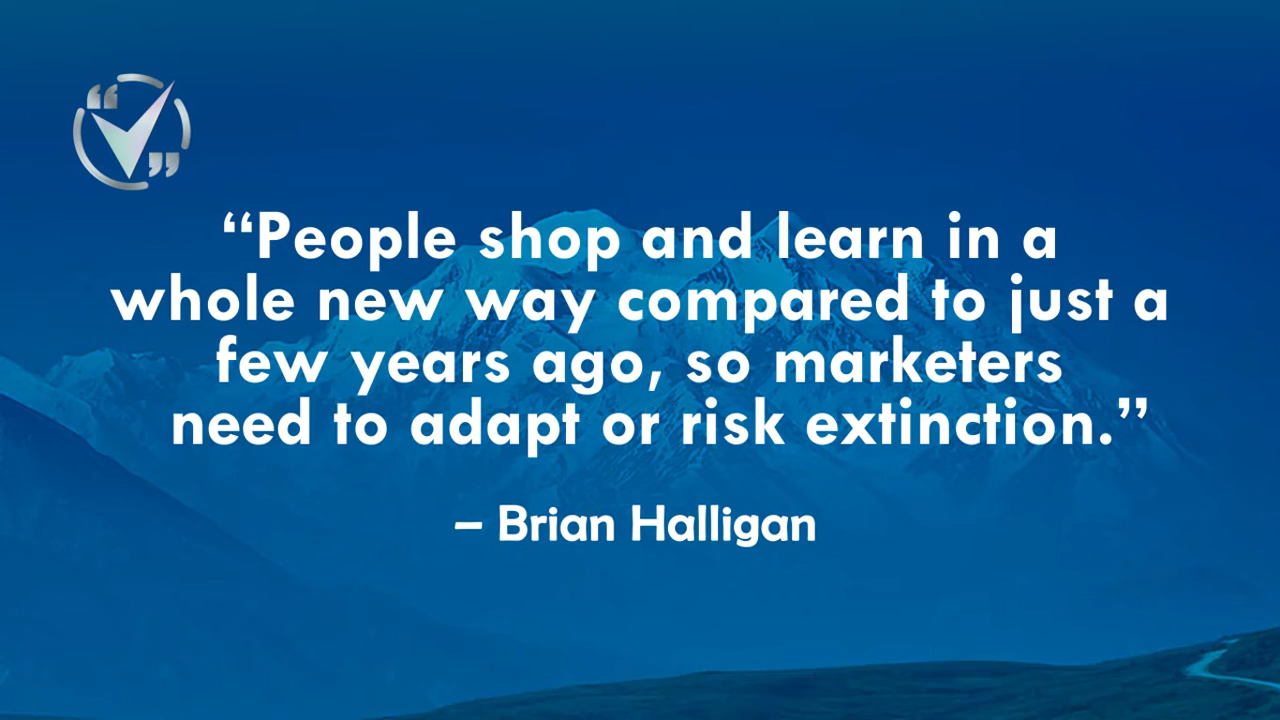 “People shop and learn in a
whole new way compared to just a
few years ago, so marketers
need to adapt or risk extinction.”
– Brian Halligan